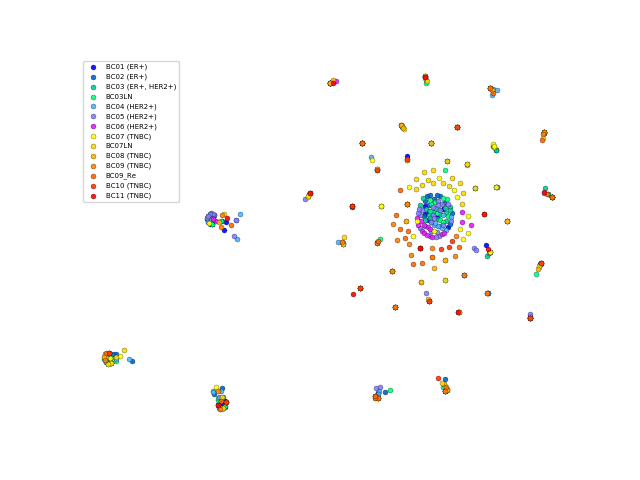 BC01 (ER+)
BC02 (ER+)
BC03 (ER+, HER2+)
BC03LN
BC04 (HER2+)
BC05 (HER2+)
BC06 (HER2+)
BC07 (TNBC)
BC07LN
BC08 (TNBC)
BC09 (TNBC)
BC09_Re
BC10 (TNBC)
BC11 (TNBC)